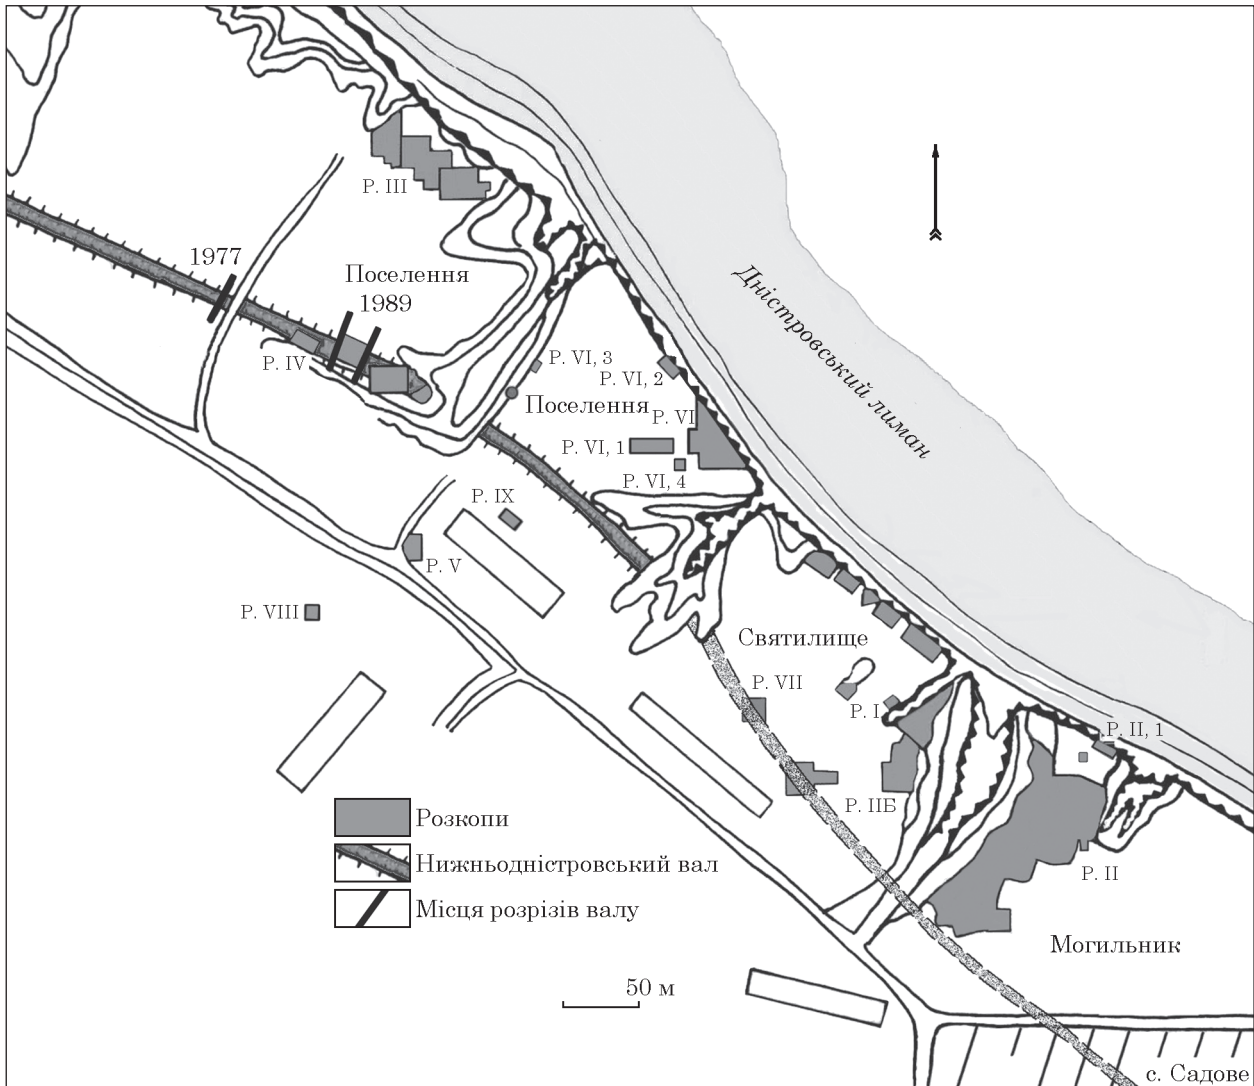 Р. III
1977
Поселення
1989
Дністровський лиман
Р. IV
Р. VI, 3
Р. VI, 2
Поселення
Р. VI
Р. VI, 1
Р. VI, 4
Р. IX
Р. V
Р. VIII
Святилище
Р. VII
Р. I
Р. II, 1
Р. IIБ
Р. II
Розкопи
Нижньодністровський вал
Місця розрізів валу
Могильник
50 м
с. Садове